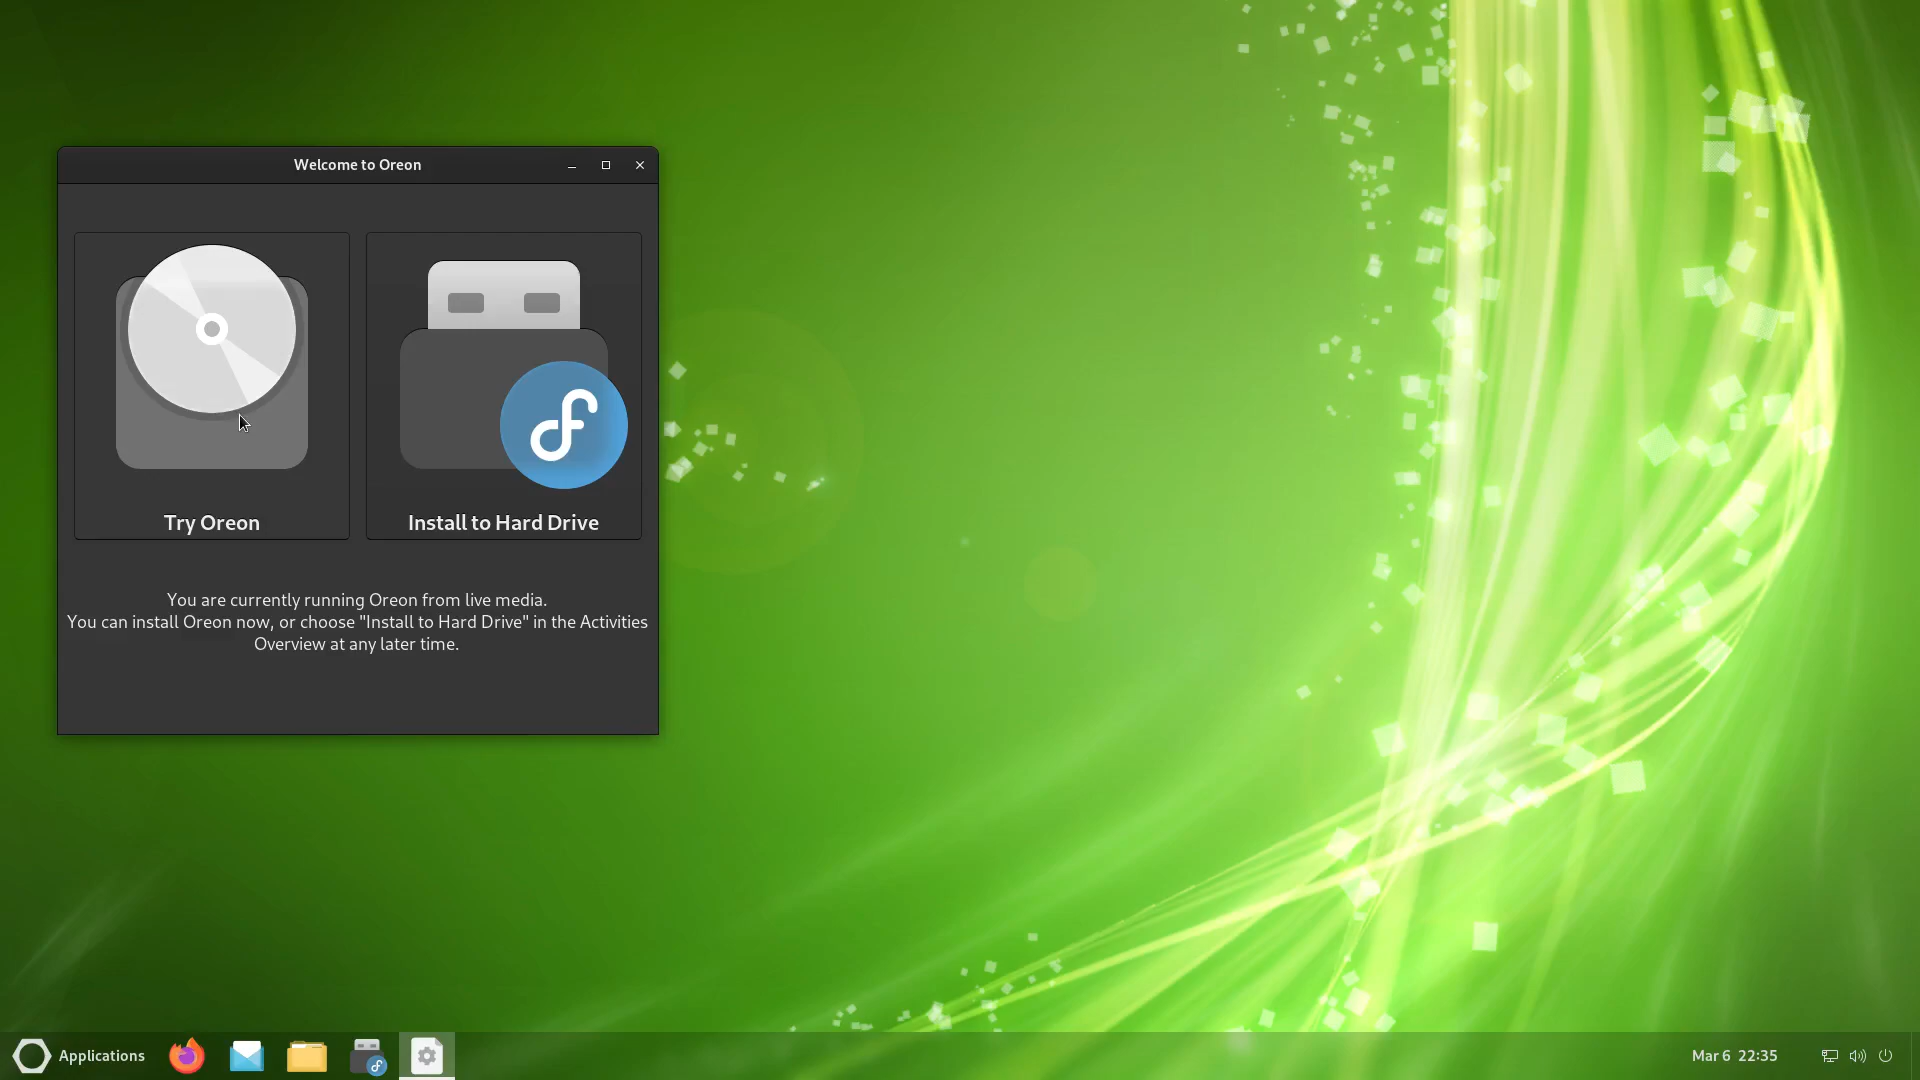 Welcome to Oreon
Try Oreon
Install to Hard Drive
You are currently running Oreon from live media.
You can install Oreon now, or choose "Install to Hard Drive" in the Activities
Overview at any later time.
Applications
Mar 6 22:35